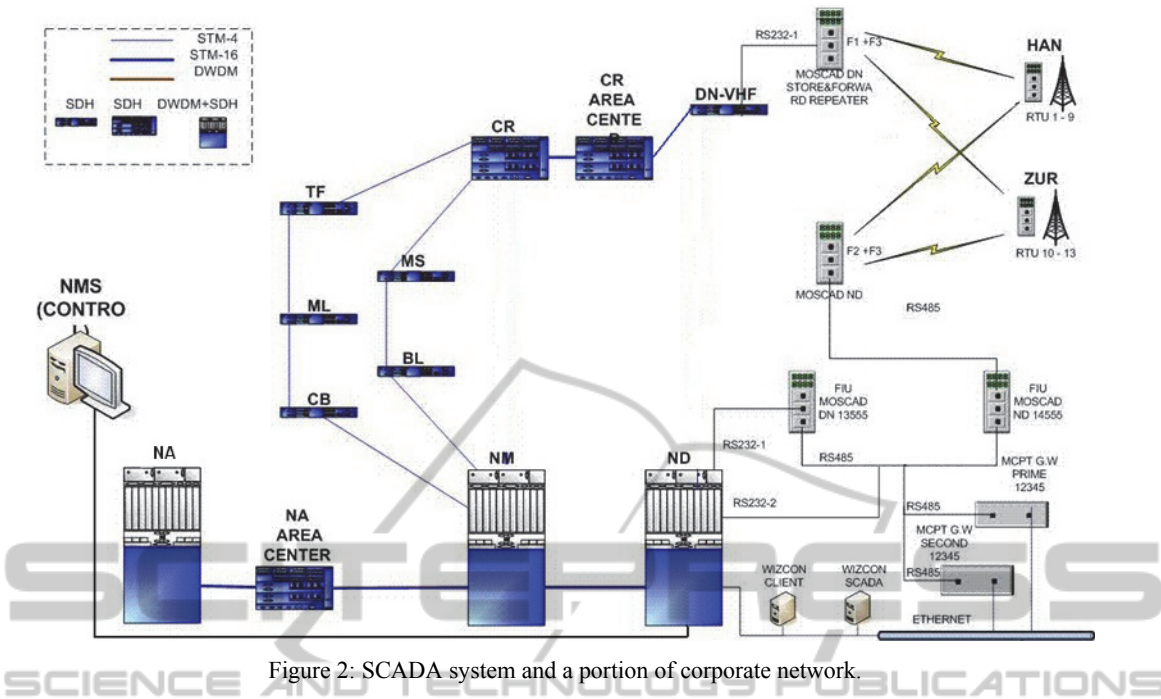 STM-4
STM-16
DWDM
SDH
SDH
DWDM+SDH
RS232-1
F1 +F3
MOSCAD DN
STORE&FORWA
RD REPEATER
HAN
RTU 1 - 9
CR
AREA
CENTE
DN-VHF
CR
TF
ZUR
RTU 10 - 13
F2 +F3
MOSCAD ND
RS485
MS
NMS
(CONTRO
L)
ML
BL
CB
FIU
MOSCAD
DN 13555
FIU
MOSCAD
ND 14555
RS232-1
RS485
NA
NM
ND
MCPT G.W
PRIME
12345
RS232-2
RS485
MCPT G.W
SECOND
12345
NA
AREA
CENTER
RS485
WIZCON
CLIENT
WIZCON
SCADA
ETHERNET
SCITEPRESS
Figure 2: SCADA system and a portion of corporate network.
SCIENCE AND TECHNOLOGY PUBLICATIONS